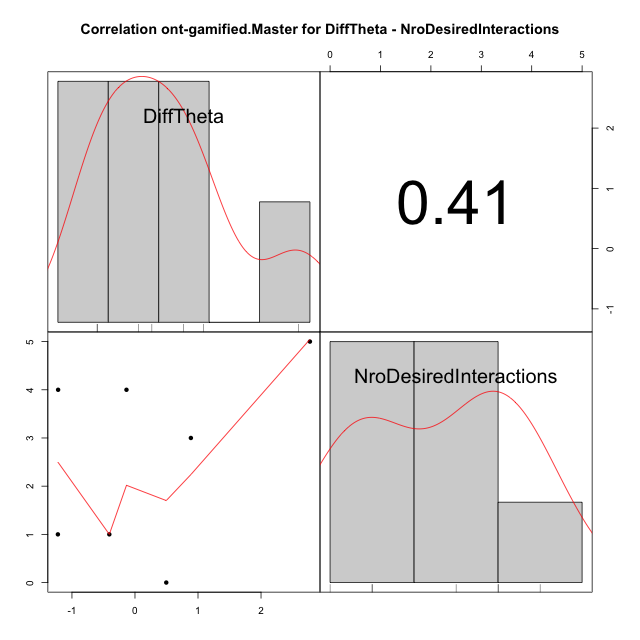 Correlation ont-gamified.Master for DiffTheta - NroDesiredInteractions
0 1 2 3 4 5
DiffTheta
0.41
2
1
0
-1
5
4
3
2
1
0
NroDesiredInteractions
-1 0 1 2